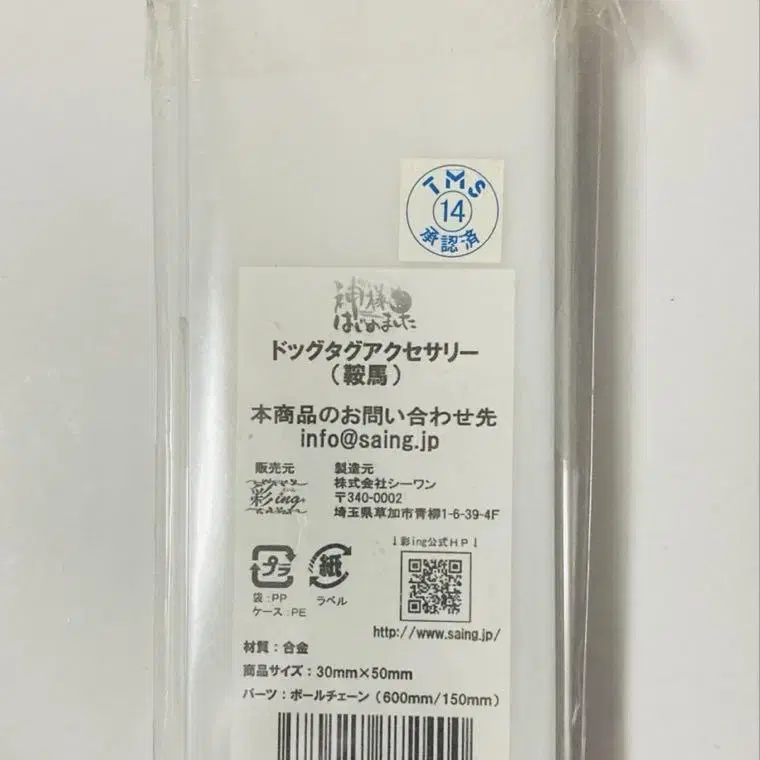 TMS
14
承認済
神様
はじめました
ドッグタグアクセサリー
（鞍馬）
本商品のお問い合わせ先
info@saing.jp
販売元
彩ing
製造元
株式会社シーワン
〒340-0002
埼玉県草加市青柳1-6-39-4F
プラ
袋：PP
ケース：PE
紙
ラベル
↓彩ing公式HP↓
http://www.saing.jp/
材質：合金
商品サイズ：30mm×50mm
パーツ：ボールチェーン（600mm/150mm）